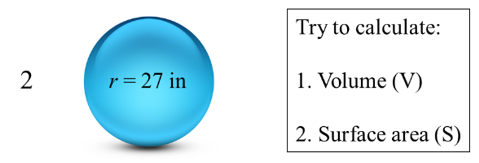 2
r = 27 in
Try to calculate:
1. Volume (V)
2. Surface area (S)